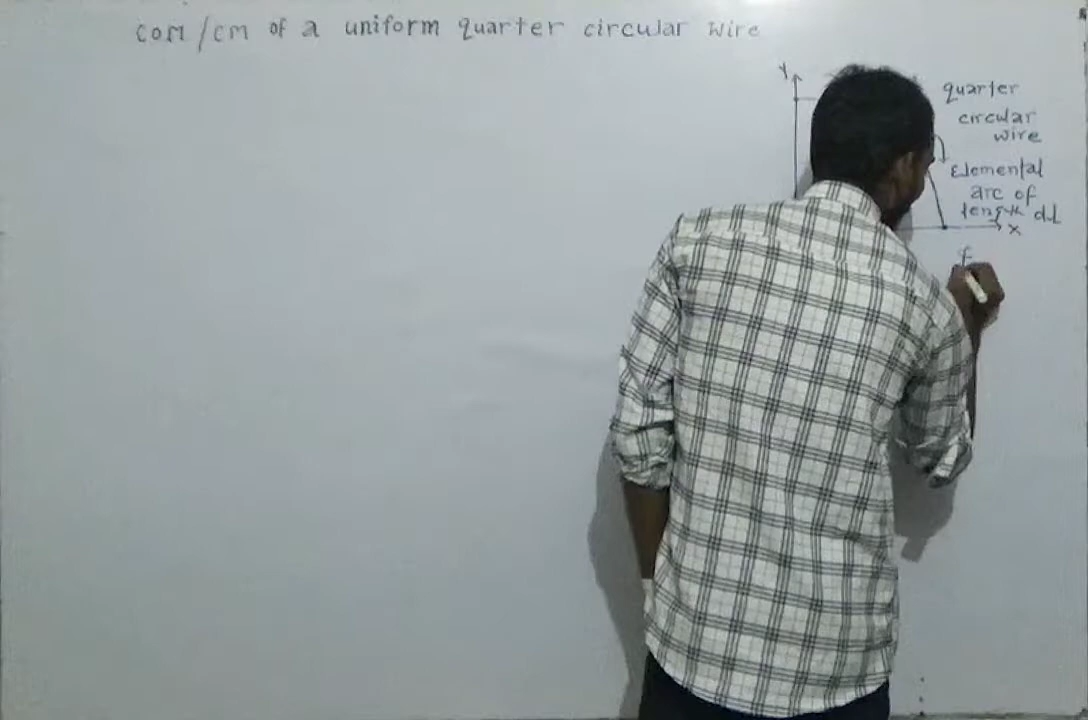 COM/CM of a uniform quarter circular wire
Y
quarter
circular
wire
Elemental
arc of
length dl
X